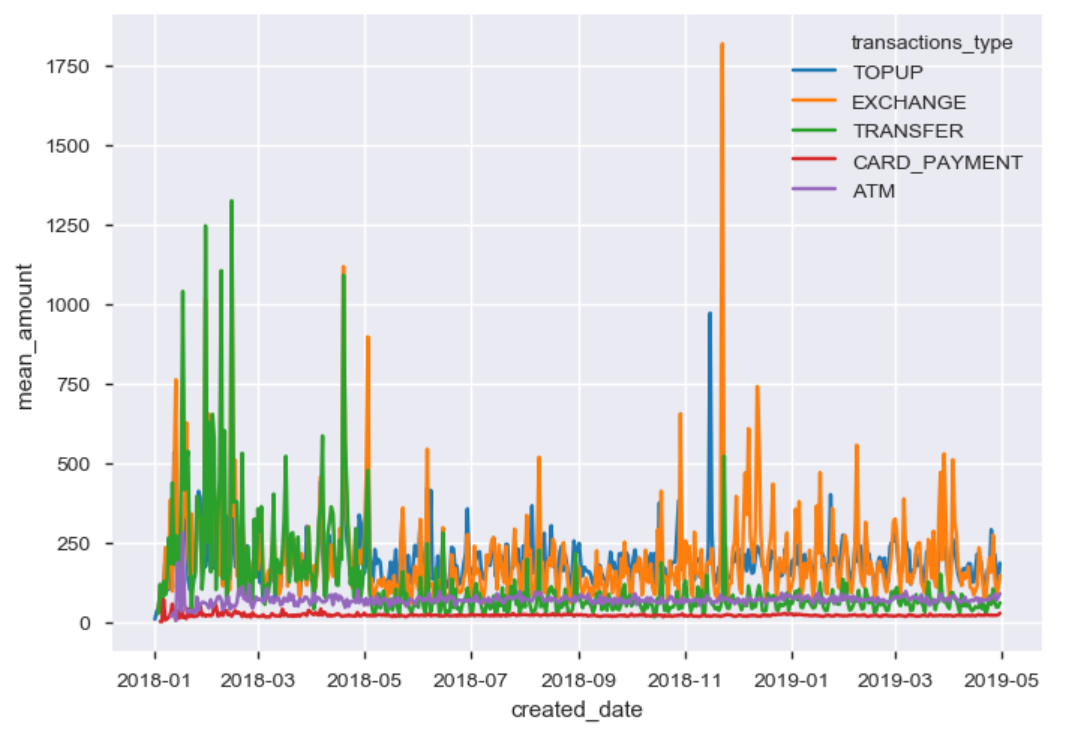 transactions_type
TOPUP
EXCHANGE
TRANSFER
CARD_PAYMENT
ATM
1750
1500
1250
1000
750
500
250
0
mean_amount
2018-01 2018-03 2018-05 2018-07 2018-09 2018-11 2019-01 2019-03 2019-05
created_date